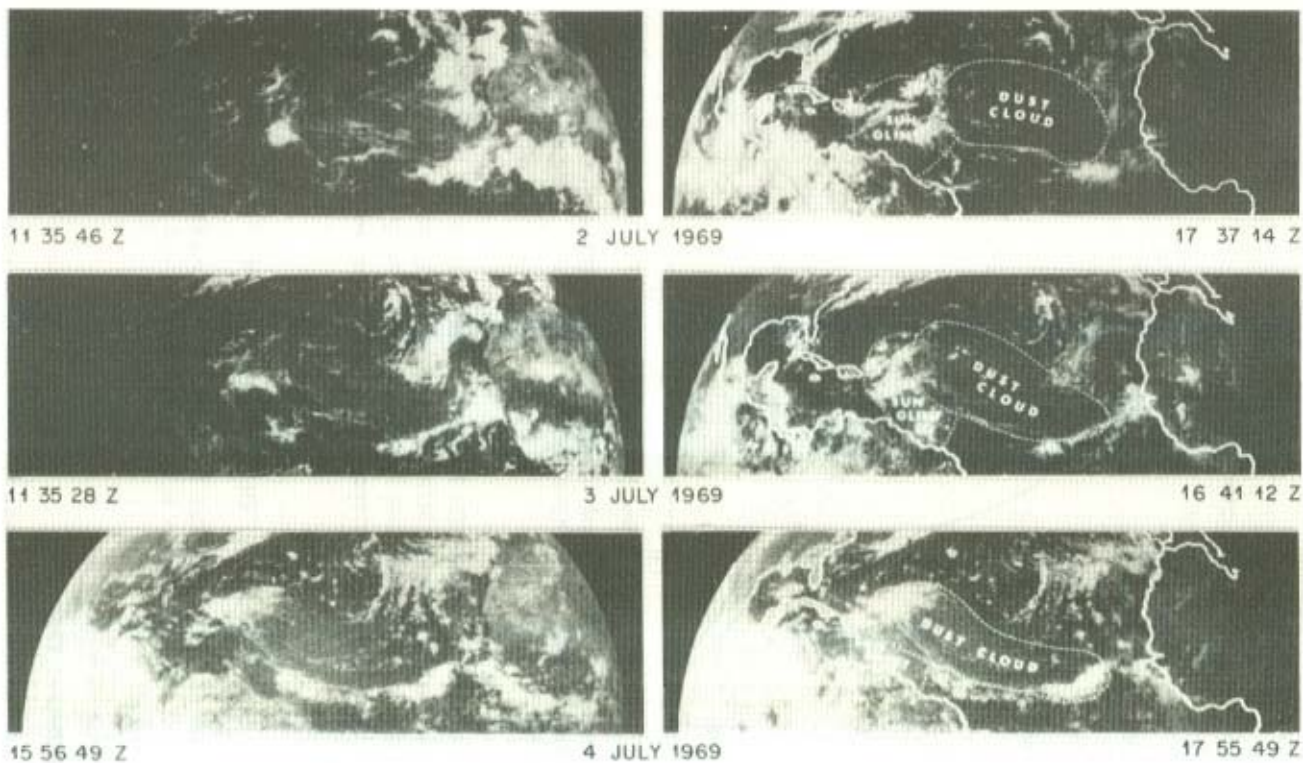 DUST
CLOUD
SUN
GLINT
11 35 46 Z
2 JULY 1969
17 37 14 Z
DUST
CLOUD
SUN
GLINT
11 35 28 Z
3 JULY 1969
16 41 12 Z
DUST CLOUD
15 56 49 Z
4 JULY 1969
17 55 49 Z